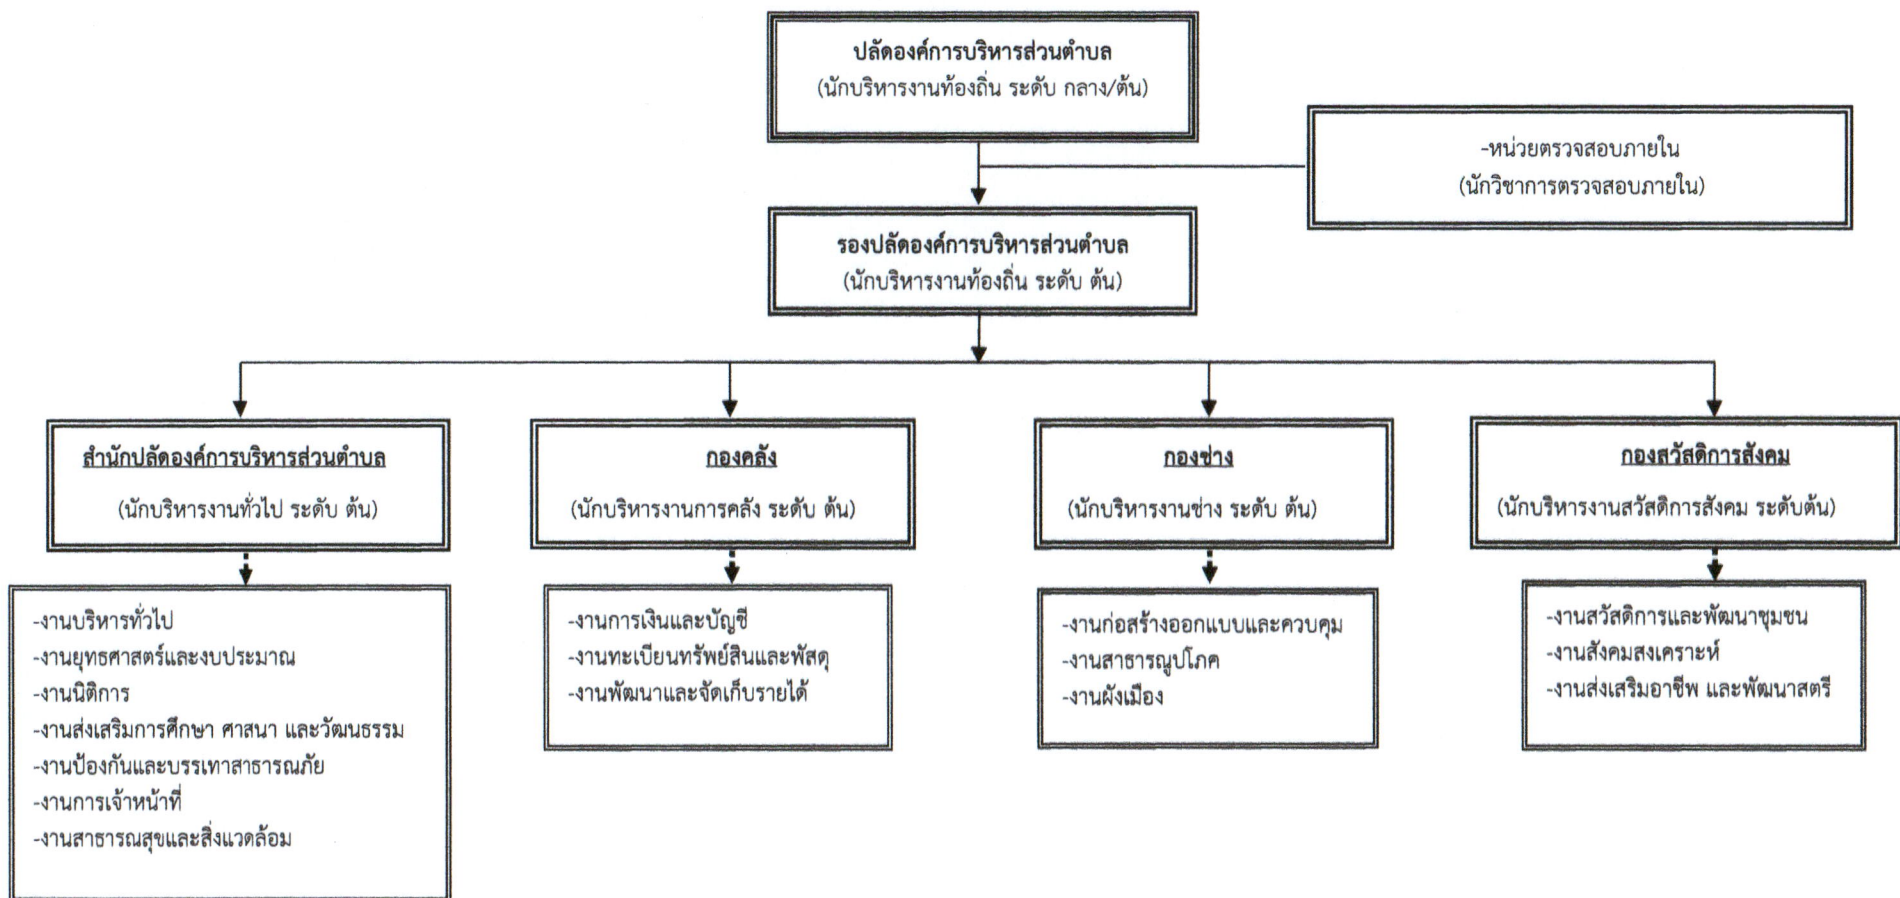 ปลัดองค์การบริหารส่วนตำบล
(นักบริหารงานท้องถิ่น ระดับ กลาง/ต้น)
-หน่วยตรวจสอบภายใน
(นักวิชาการตรวจสอบภายใน)
รองปลัดองค์การบริหารส่วนตำบล
(นักบริหารงานท้องถิ่น ระดับ ต้น)
สำนักปลัดองค์การบริหารส่วนตำบล
(นักบริหารงานทั่วไป ระดับ ต้น)
-งานบริหารทั่วไป
-งานยุทธศาสตร์และงบประมาณ
-งานนิติการ
-งานส่งเสริมการศึกษา ศาสนา และวัฒนธรรม
-งานป้องกันและบรรเทาสาธารณภัย
-งานการเจ้าหน้าที่
-งานสาธารณสุขและสิ่งแวดล้อม
กองคลัง
(นักบริหารงานการคลัง ระดับ ต้น)
-งานการเงินและบัญชี
-งานทะเบียนทรัพย์สินและพัสดุ
-งานพัฒนาและจัดเก็บรายได้
กองช่าง
(นักบริหารงานช่าง ระดับ ต้น)
-งานก่อสร้างออกแบบและควบคุม
-งานสาธารณูปโภค
-งานผังเมือง
กองสวัสดิการสังคม
(นักบริหารงานสวัสดิการสังคม ระดับต้น)
-งานสวัสดิการและพัฒนาชุมชน
-งานสังคมสงเคราะห์
-งานส่งเสริมอาชีพ และพัฒนาสตรี